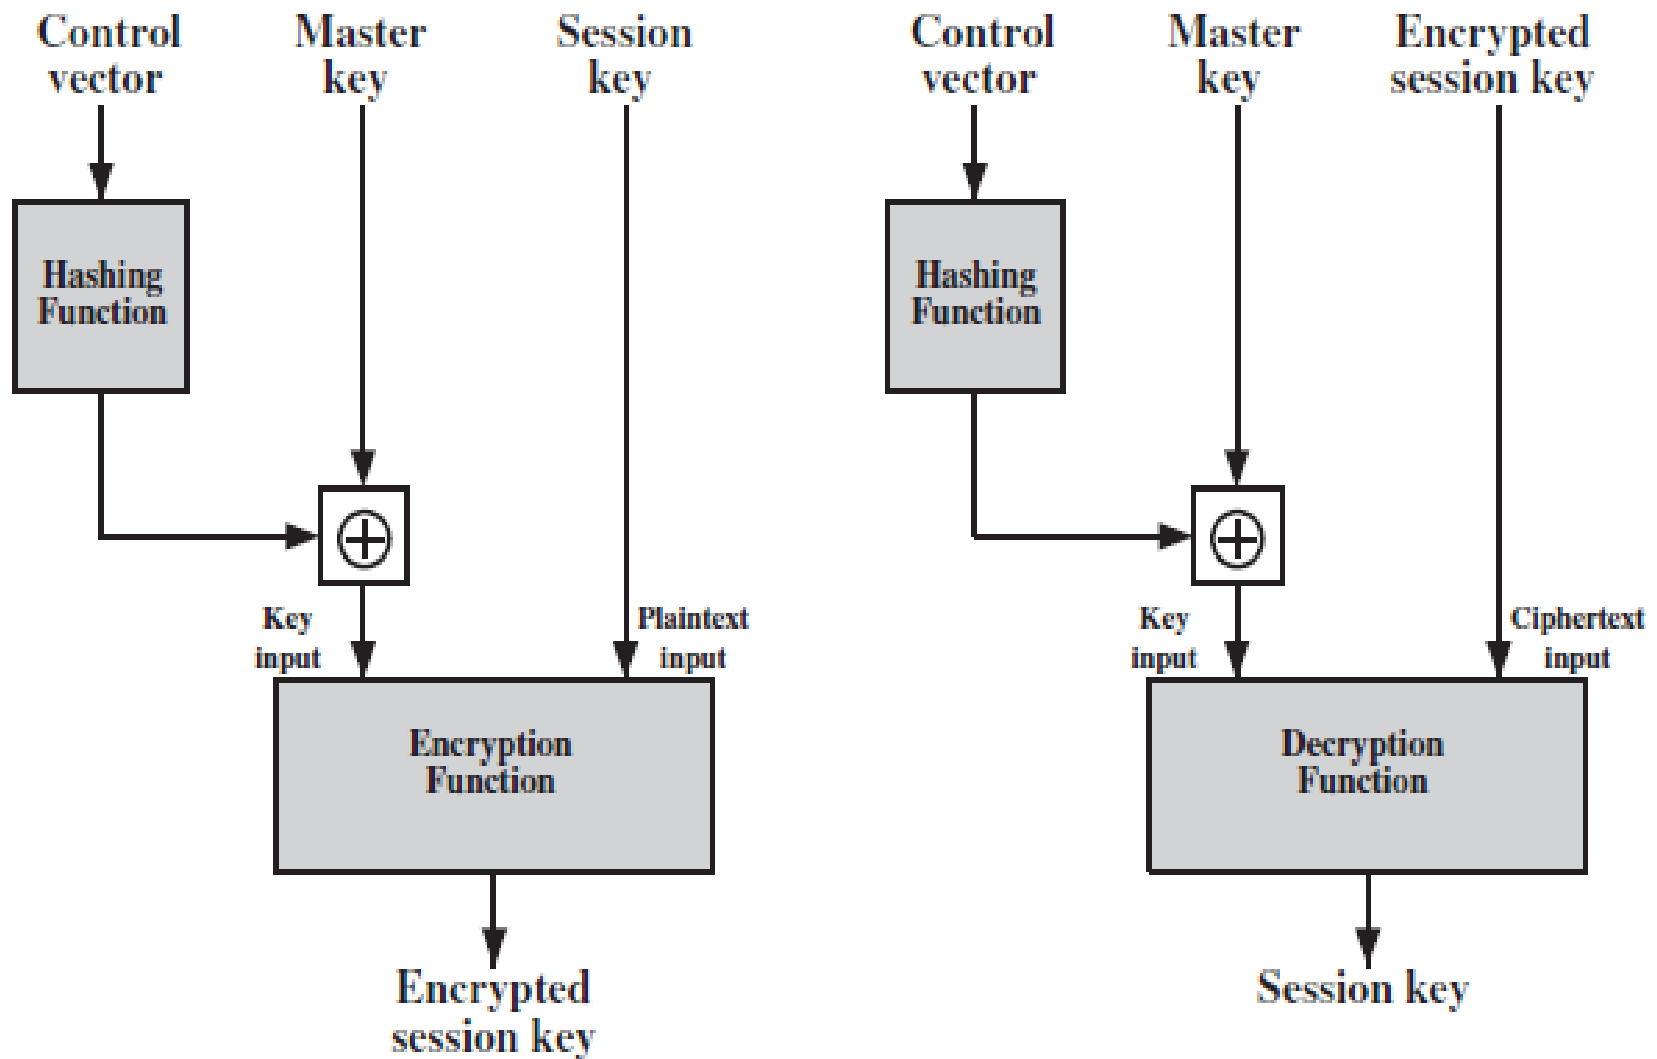 Control
vector
Master
key
Session
key
Hashing
Function
Key
input
Plaintext
input
Encryption
Function
Encrypted
session key
Control
vector
Master
key
Encrypted
session key
Hashing
Function
Key
input
Ciphertext
input
Decryption
Function
Session key